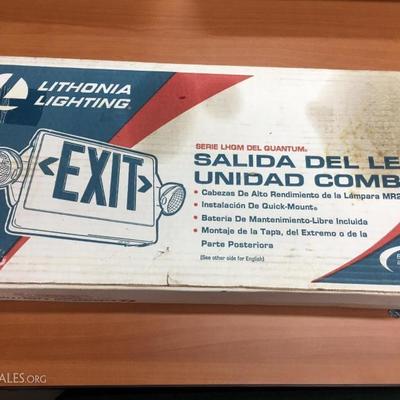 LITHONIA
LIGHTING®
SERIE LHQM DEL QUANTUM®
SALIDA DEL LE
UNIDAD COMB
• Cabezas De Alto Rendimiento de la Lámpara MR2
• Instalación De Quick-Mount®
• Batería De Mantenimiento-Libre Incluida
• Montaje de la Tapa, del Extremo o de la
Parte Posteriora
(See other side for English)
<EXIT>
ALES.ORG